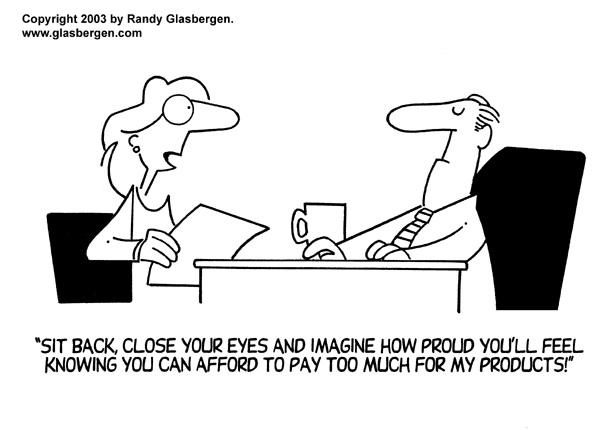 Copyright 2003 by Randy Glasbergen.
www.glasbergen.com
"SIT BACK, CLOSE YOUR EYES AND IMAGINE HOW PROUD YOU'LL FEEL
KNOWING YOU CAN AFFORD TO PAY TOO MUCH FOR MY PRODUCTS!"